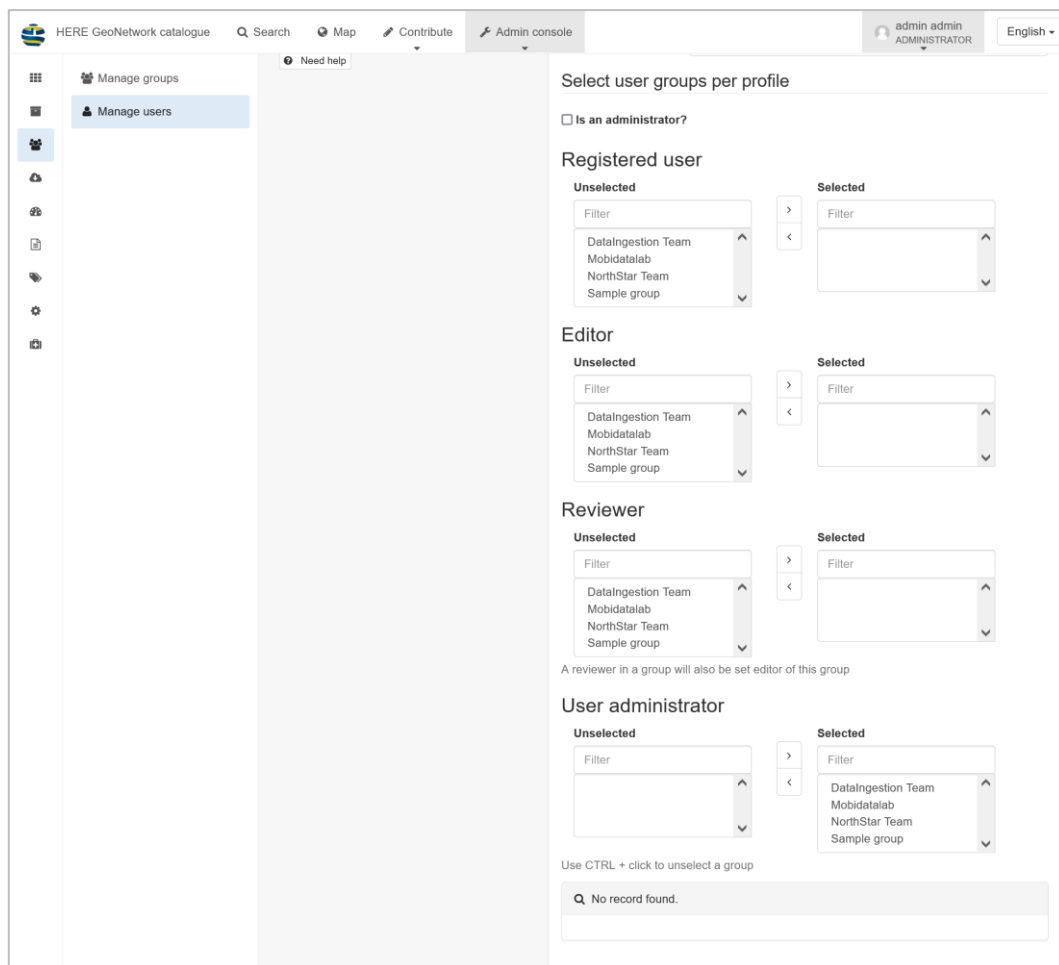 HERE GeoNetwork catalogue
Search
Map
Contribute
Admin console
admin admin
ADMINISTRATOR
English
Manage groups
Manage users
Need help
Select user groups per profile
Is an administrator?
Registered user
Unselected
Selected
Filter
Filter
DataIngestion Team
Mobidatalab
NorthStar Team
Sample group
Editor
Unselected
Selected
Filter
Filter
DataIngestion Team
Mobidatalab
NorthStar Team
Sample group
Reviewer
Unselected
Selected
Filter
Filter
DataIngestion Team
Mobidatalab
NorthStar Team
Sample group
A reviewer in a group will also be set editor of this group
User administrator
Unselected
Selected
Filter
Filter
DataIngestion Team
Mobidatalab
NorthStar Team
Sample group
Use CTRL + click to unselect a group
No record found.